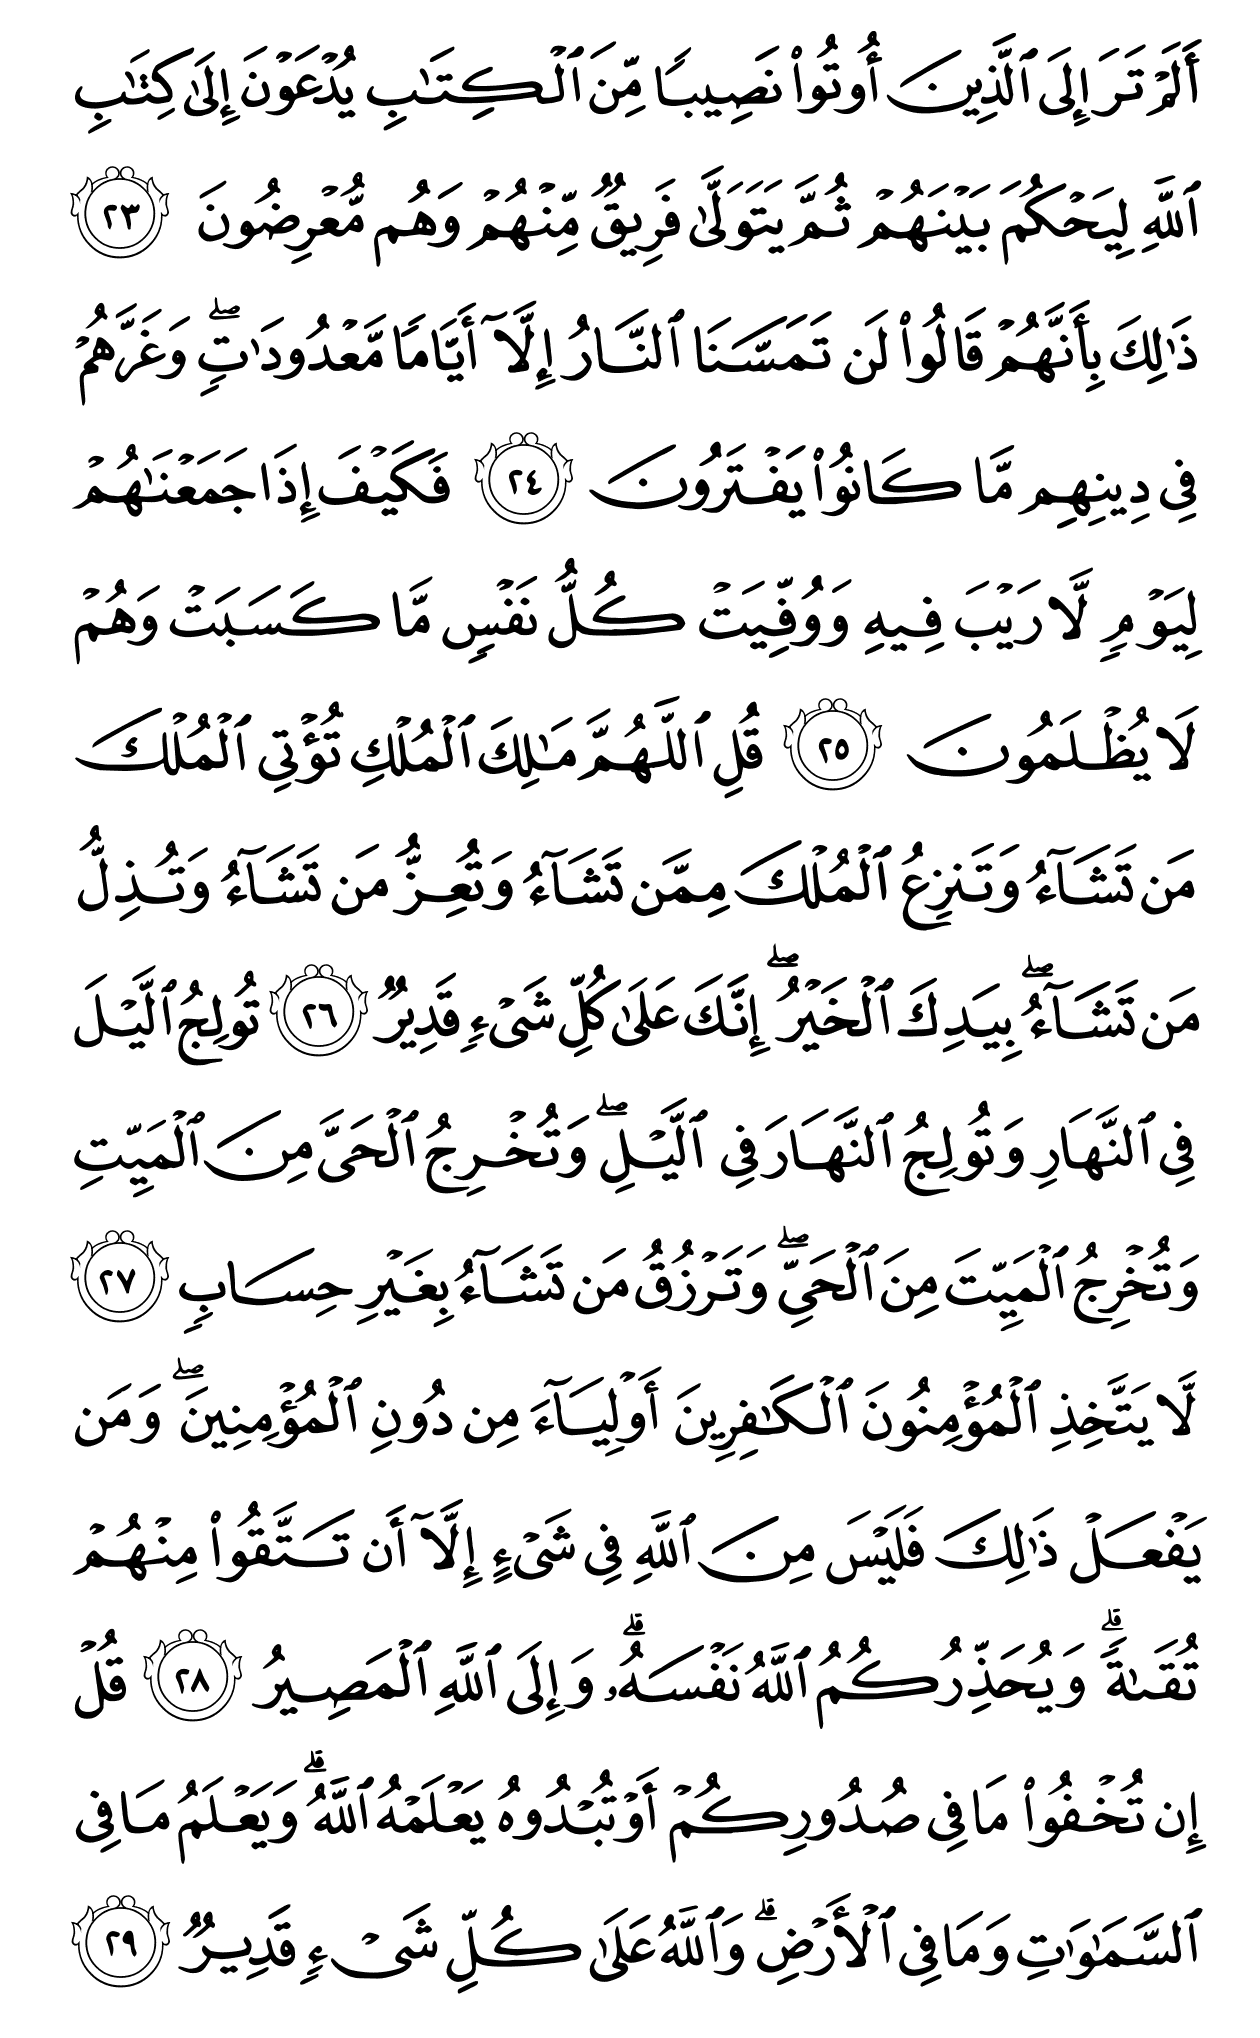 أَلَمۡ تَرَ إِلَى ٱلَّذِينَ أُوتُواْ نَصِيبٗا مِّنَ ٱلۡكِتَٰبِ يُدۡعَوۡنَ إِلَىٰ كِتَٰبِ
ٱللَّهِ لِيَحۡكُمَ بَيۡنَهُمۡ ثُمَّ يَتَوَلَّىٰ فَرِيقٞ مِّنۡهُمۡ وَهُم مُّعۡرِضُونَ ٢٣
ذَٰلِكَ بِأَنَّهُمۡ قَالُواْ لَن تَمَسَّنَا ٱلنَّارُ إِلَّآ أَيَّامٗا مَّعۡدُودَٰتٖۖ وَغَرَّهُمۡ
فِي دِينِهِم مَّا كَانُواْ يَفۡتَرُونَ ٢٤ فَكَيۡفَ إِذَا جَمَعۡنَٰهُمۡ
لِيَوۡمٖ لَّا رَيۡبَ فِيهِ وَوُفِّيَتۡ كُلُّ نَفۡسٖ مَّا كَسَبَتۡ وَهُمۡ
لَا يُظۡلَمُونَ ٢٥ قُلِ ٱللَّهُمَّ مَٰلِكَ ٱلۡمُلۡكِ تُؤۡتِي ٱلۡمُلۡكَ
مَن تَشَآءُ وَتَنزِعُ ٱلۡمُلۡكَ مِمَّن تَشَآءُ وَتُعِزُّ مَن تَشَآءُ وَتُذِلُّ
مَن تَشَآءُۖ بِيَدِكَ ٱلۡخَيۡرُۖ إِنَّكَ عَلَىٰ كُلِّ شَيۡءٖ قَدِيرٞ ٢٦ تُولِجُ ٱلَّيۡلَ
فِي ٱلنَّهَارِ وَتُولِجُ ٱلنَّهَارَ فِي ٱلَّيۡلِۖ وَتُخۡرِجُ ٱلۡحَيَّ مِنَ ٱلۡمَيِّتِ
وَتُخۡرِجُ ٱلۡمَيِّتَ مِنَ ٱلۡحَيِّۖ وَتَرۡزُقُ مَن تَشَآءُ بِغَيۡرِ حِسَابٖ ٢٧
لَّا يَتَّخِذِ ٱلۡمُؤۡمِنُونَ ٱلۡكَٰفِرِينَ أَوۡلِيَآءَ مِن دُونِ ٱلۡمُؤۡمِنِينَۖ وَمَن
يَفۡعَلۡ ذَٰلِكَ فَلَيۡسَ مِنَ ٱللَّهِ فِي شَيۡءٍ إِلَّآ أَن تَتَّقُواْ مِنۡهُمۡ
تُقَىٰةٗۗ وَيُحَذِّرُكُمُ ٱللَّهُ نَفۡسَهُۥۗ وَإِلَى ٱللَّهِ ٱلۡمَصِيرُ ٢٨ قُلۡ
إِن تُخۡفُواْ مَا فِي صُدُورِكُمۡ أَوۡ تُبۡدُوهُ يَعۡلَمۡهُ ٱللَّهُۗ وَيَعۡلَمُ مَا فِي
ٱلسَّمَٰوَٰتِ وَمَا فِي ٱلۡأَرۡضِۗ وَٱللَّهُ عَلَىٰ كُلِّ شَيۡءٖ قَدِيرٞ ٢٩